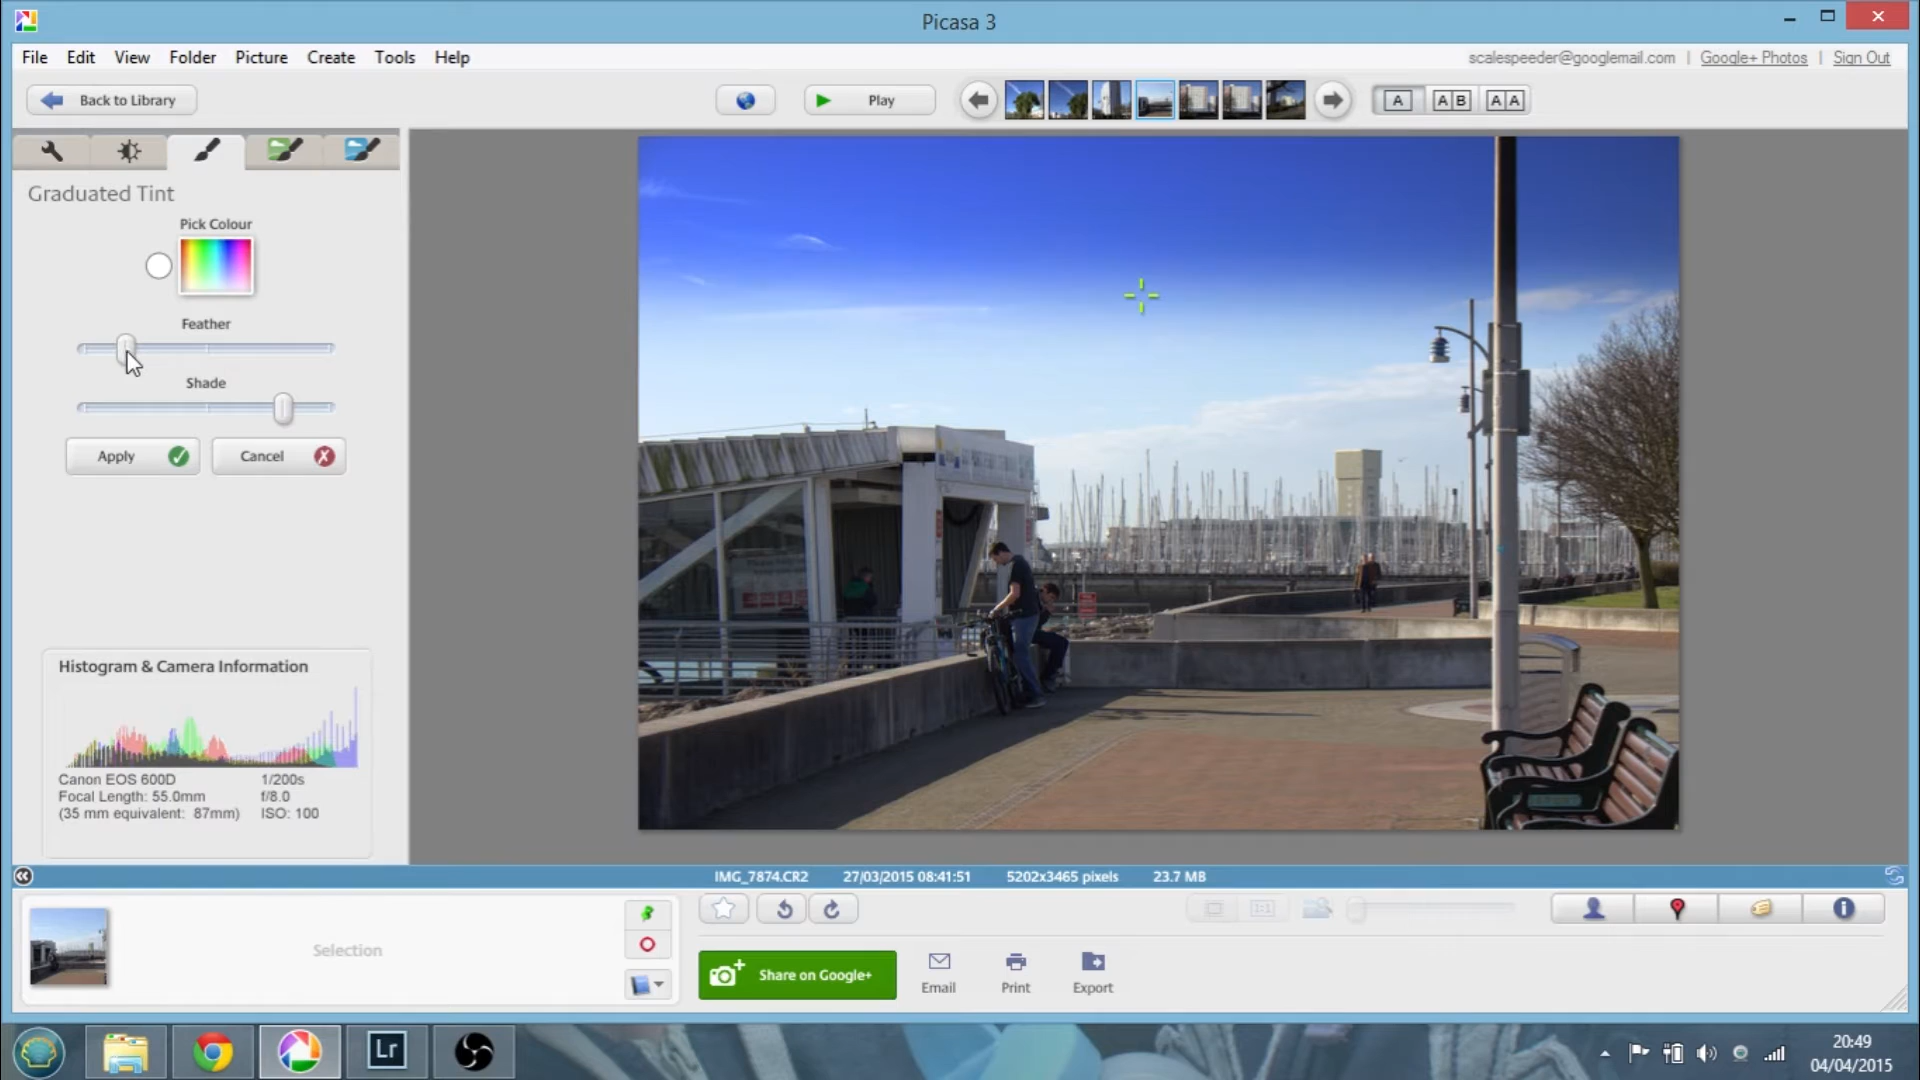 Picasa 3
File Edit View Folder Picture Create Tools Help
scalespeeder@googlemail.com | Google+ Photos | Sign Out
Back to Library
Play
A
A B
A A
Graduated Tint
Pick Colour
Feather
Shade
Apply
Cancel
Histogram & Camera Information
Canon EOS 600D 1/200s
Focal Length: 55.0mm f/8.0
(35 mm equivalent: 87mm) ISO: 100
IMG_7874.CR2 27/03/2015 08:41:51 5202x3465 pixels 23.7 MB
Selection
1:1
Share on Google+
Email
Print
Export
Lr
20:49
04/04/2015